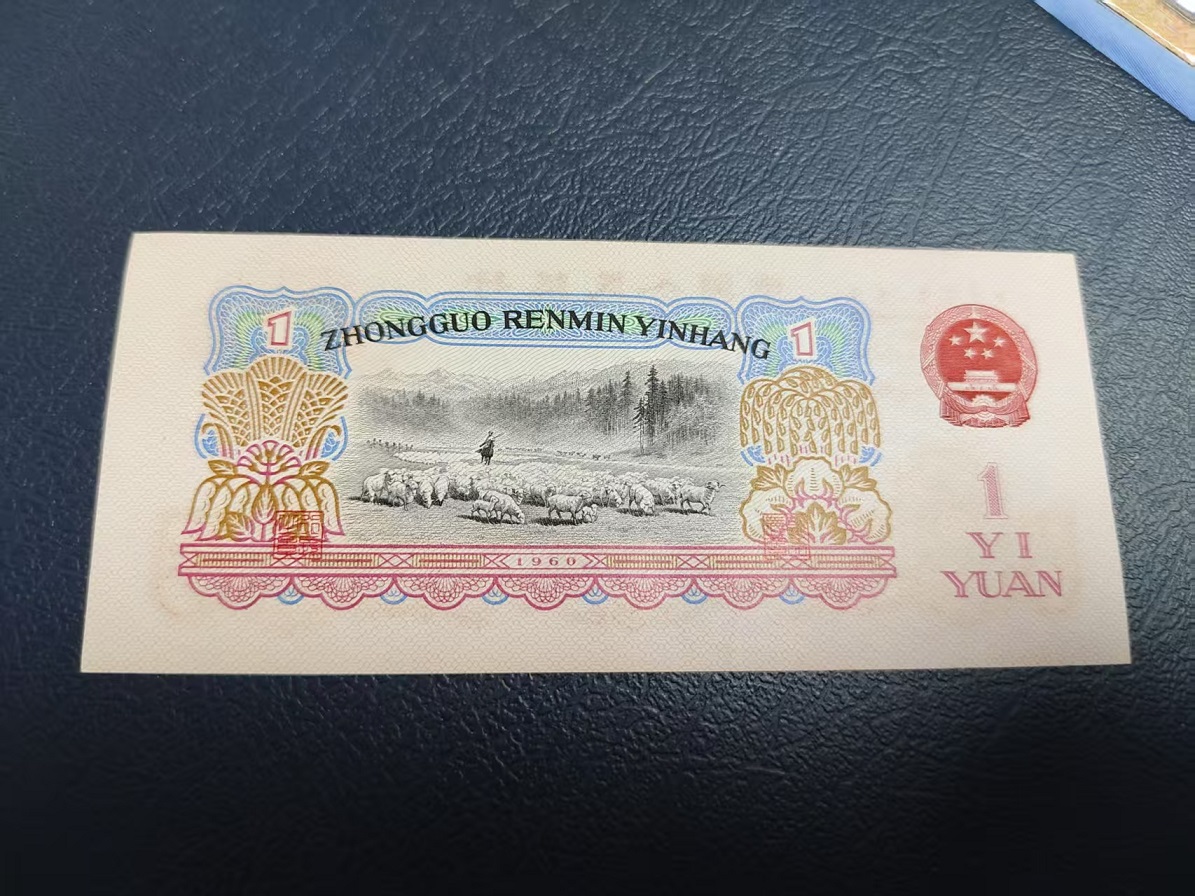 1
ZHONGGUO RENMIN YINHANG
1
1960
1
YI
YUAN